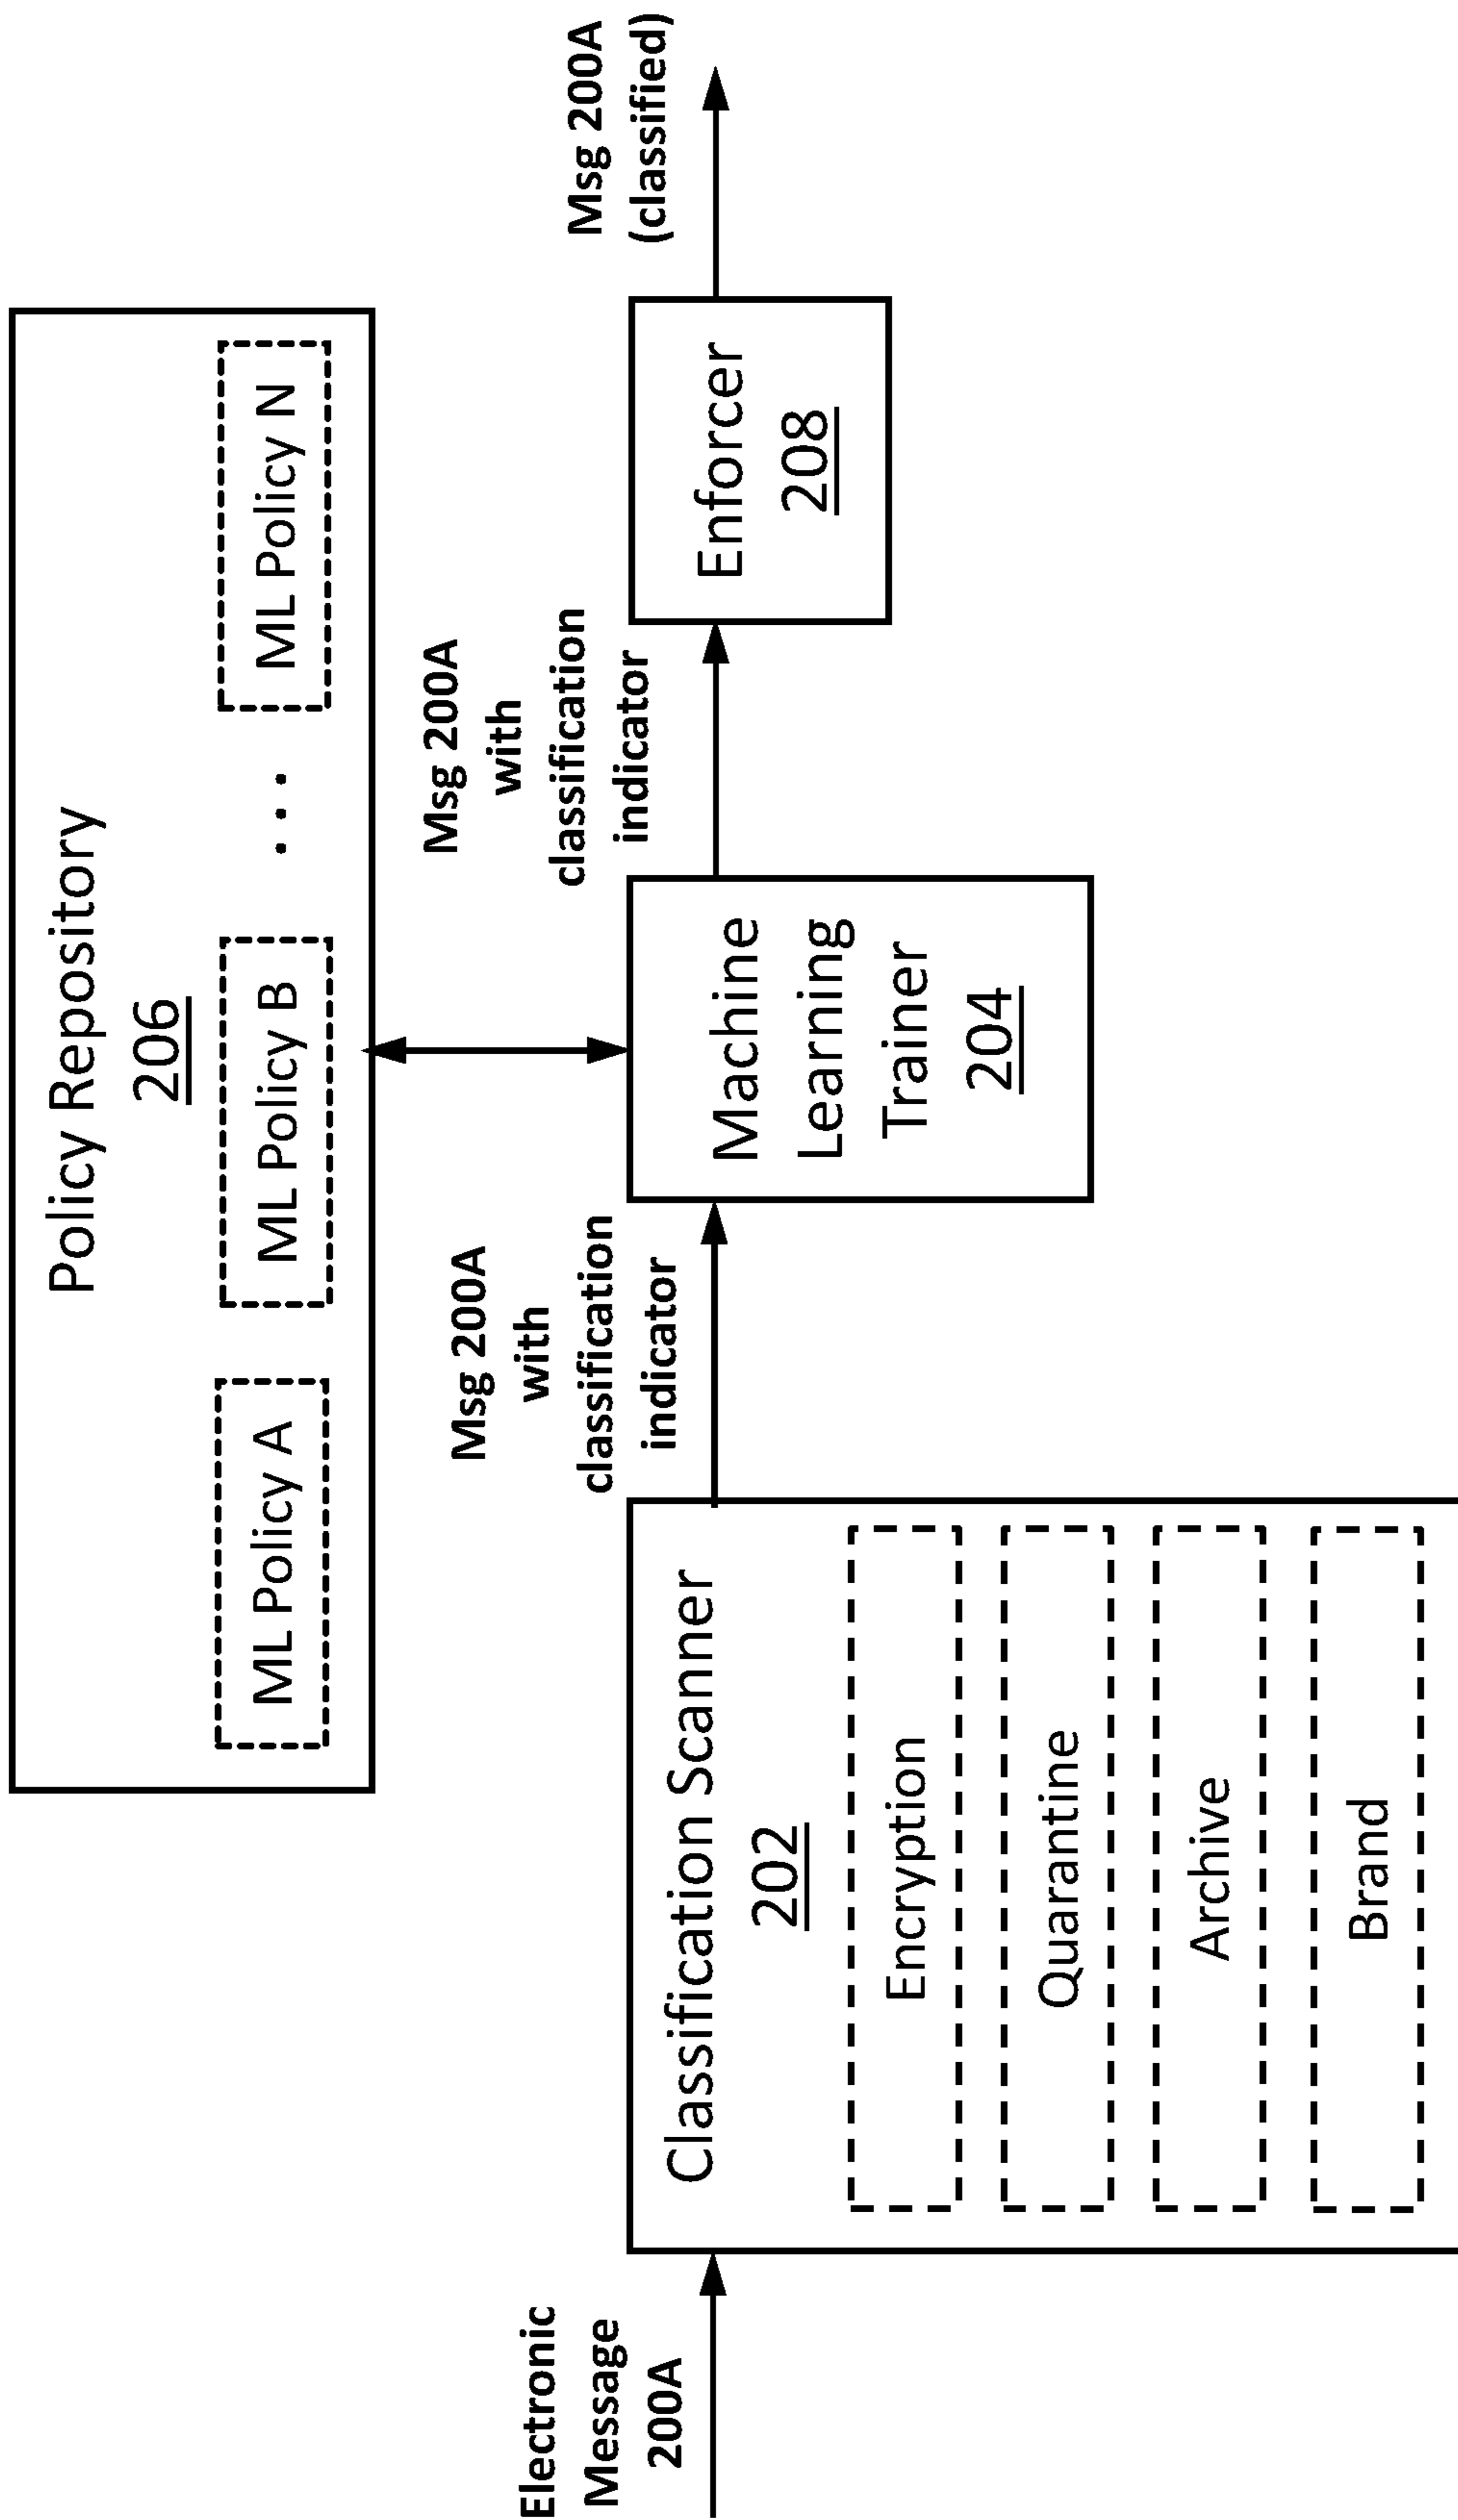 Policy Repository
206
ML Policy A
ML Policy B
...
ML Policy N
Electronic
Message
200A
Classification Scanner
202
Encryption
Quarantine
Archive
Brand
Msg 200A
with
classification
indicator
Machine
Learning
Trainer
204
Msg 200A
with
classification
indicator
Enforcer
208
Msg 200A
(classified)